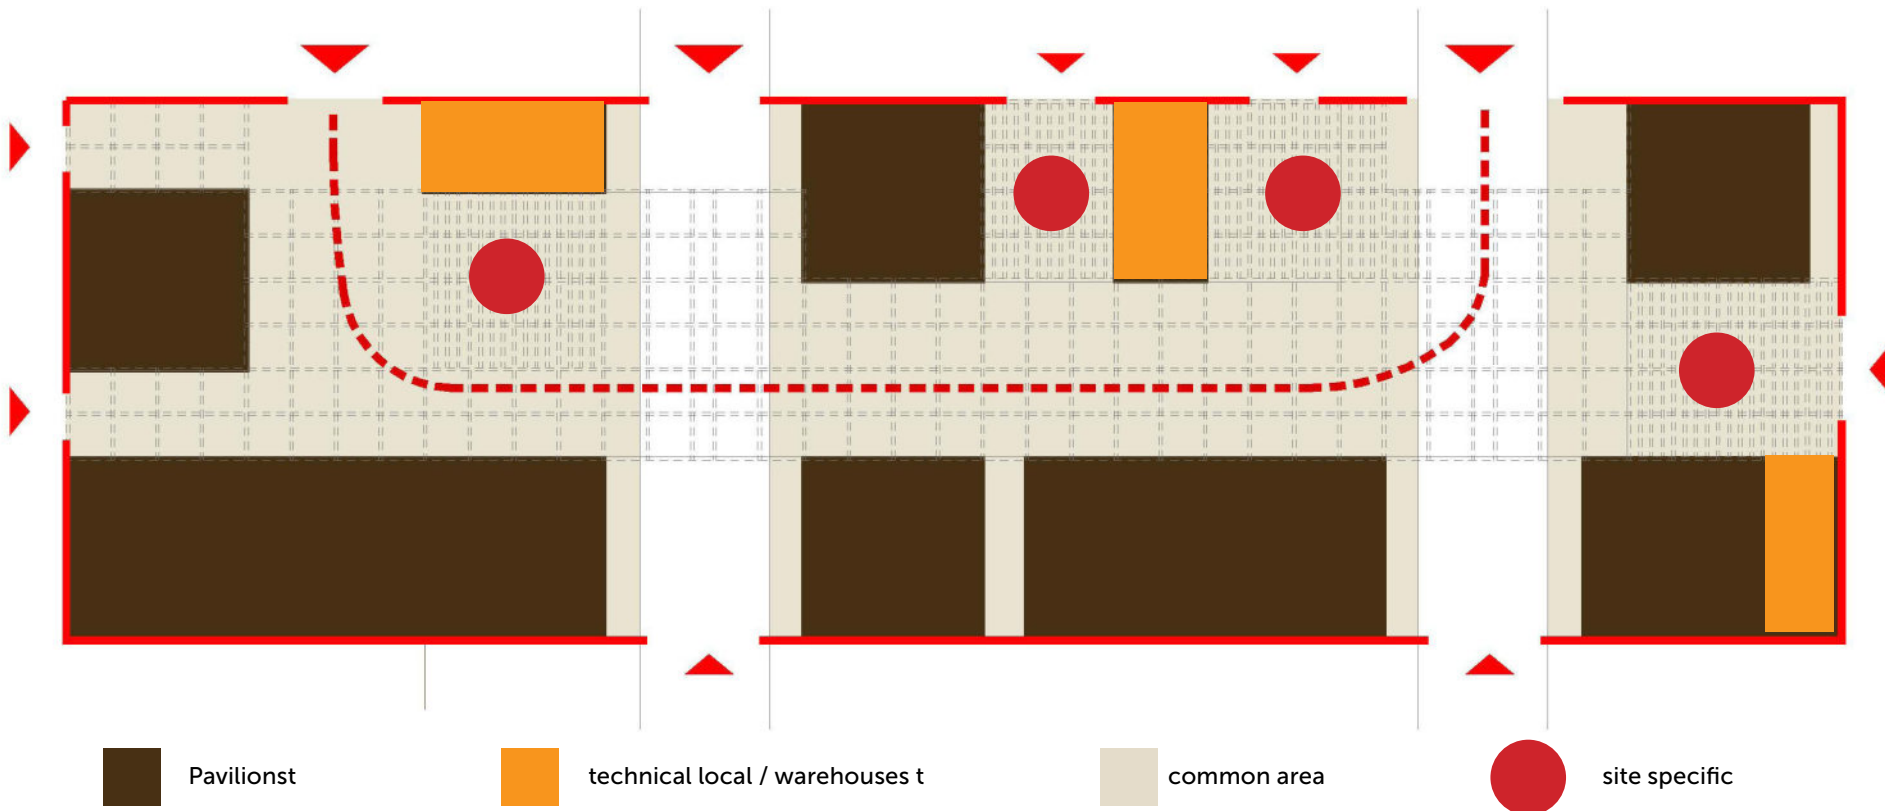 Pavilionst
technical local / warehouses t
common area
site specific